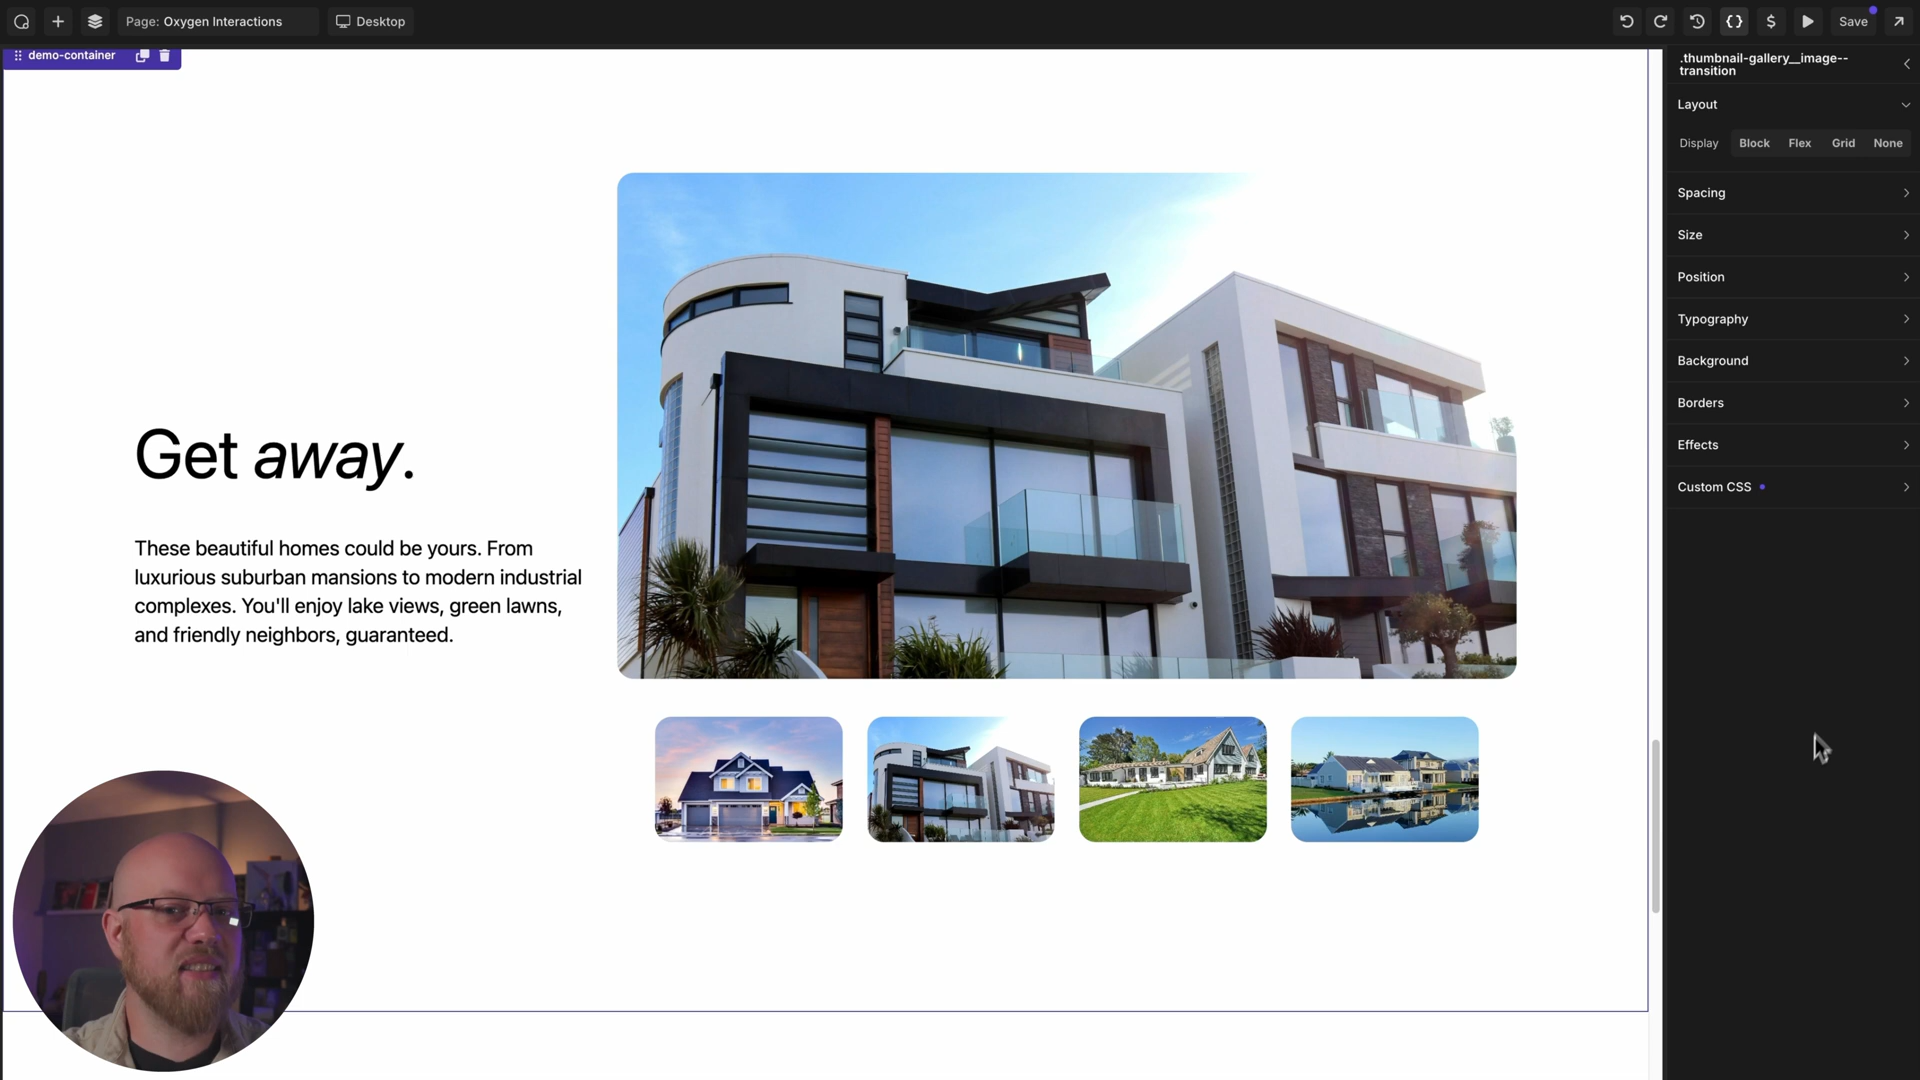 Page: Oxygen Interactions
Desktop
$
Save
demo-container
.thumbnail-gallery__image--
transition
Layout
Display
Block
Flex
Grid
None
Spacing
Size
Position
Typography
Background
Borders
Effects
Custom CSS
Get away.
These beautiful homes could be yours. From
luxurious suburban mansions to modern industrial
complexes. You'll enjoy lake views, green lawns,
and friendly neighbors, guaranteed.